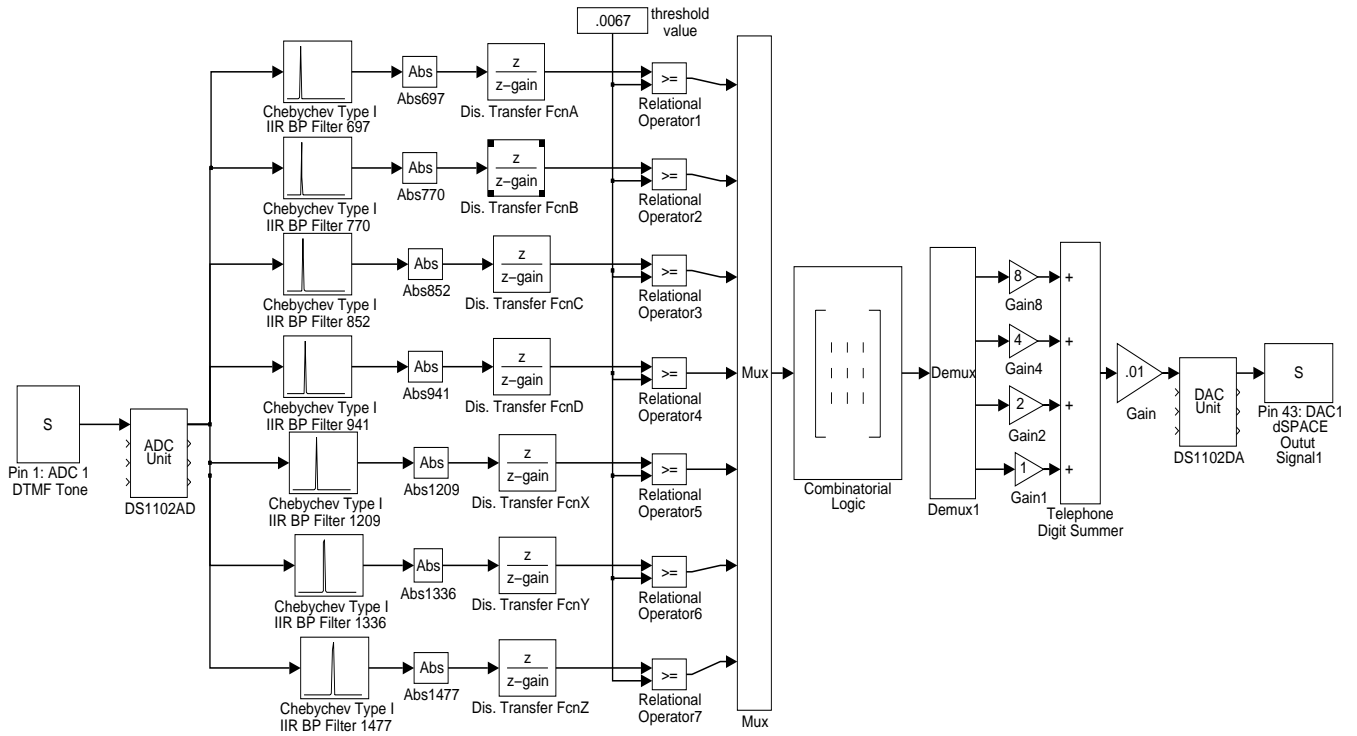 .0067
threshold
value
Abs
z
z−gain
>=
Chebychev Type I
IIR BP Filter 697
Abs697
Dis. Transfer FcnA
Relational
Operator1
Abs
z
z−gain
>=
Chebychev Type I
IIR BP Filter 770
Abs770
Dis. Transfer FcnB
Relational
Operator2
Abs
z
z−gain
>=
Chebychev Type I
IIR BP Filter 852
Abs852
Dis. Transfer FcnC
Relational
Operator3
Abs
z
z−gain
>=
Chebychev Type I
IIR BP Filter 941
Abs941
Dis. Transfer FcnD
Relational
Operator4
S
Pin 1: ADC 1
DTMF Tone
ADC
Unit
DS1102AD
Abs
z
z−gain
>=
Chebychev Type I
IIR BP Filter 1209
Abs1209
Dis. Transfer FcnX
Relational
Operator5
Abs
z
z−gain
>=
Chebychev Type I
IIR BP Filter 1336
Abs1336
Dis. Transfer FcnY
Relational
Operator6
Abs
z
z−gain
>=
Chebychev Type I
IIR BP Filter 1477
Abs1477
Dis. Transfer FcnZ
Relational
Operator7
Mux
Mux
Combinatorial
Logic
Demux
Demux1
8
Gain8
4
Gain4
2
Gain2
1
Gain1
+
+
+
+
Telephone
Digit Summer
.01
Gain
DAC
Unit
DS1102DA
S
Pin 43: DAC1
dSPACE
Outut
Signal1